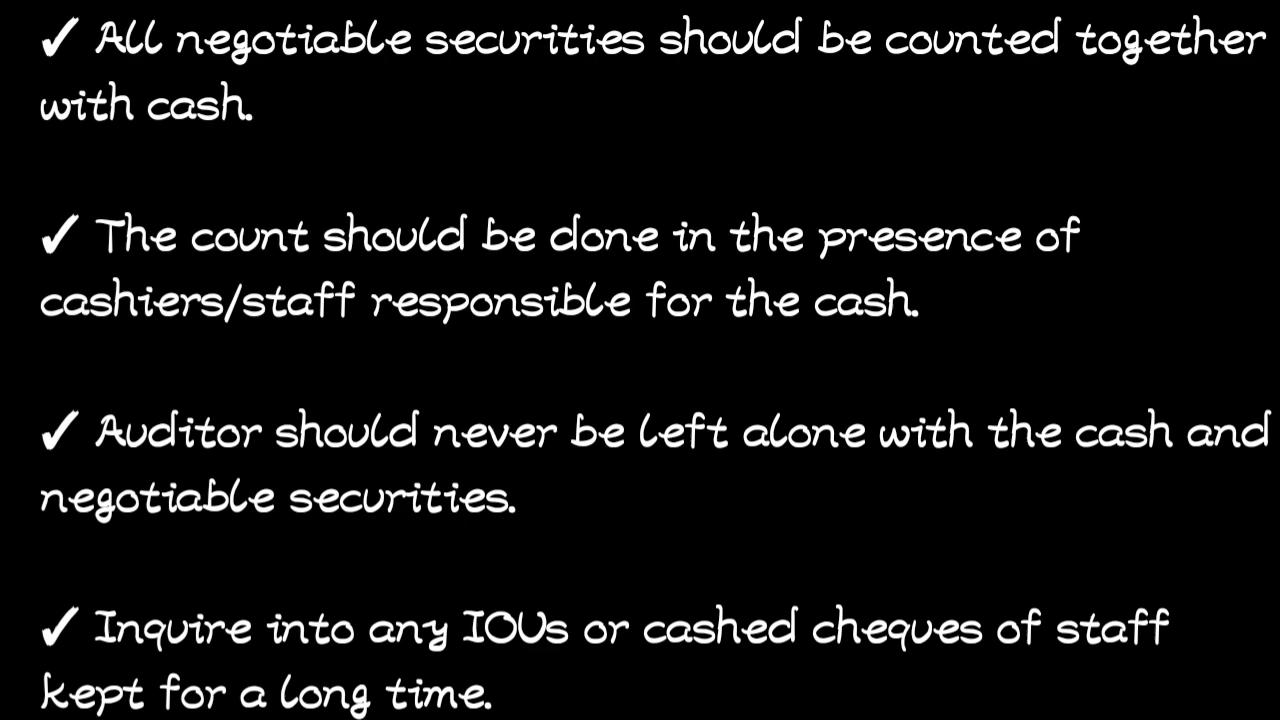 ✓ All negotiable securities should be counted together
with cash.
✓ The count should be done in the presence of
cashiers/staff responsible for the cash.
✓ Auditor should never be left alone with the cash and
negotiable securities.
✓ Inquire into any IOUs or cashed cheques of staff
kept for a long time.